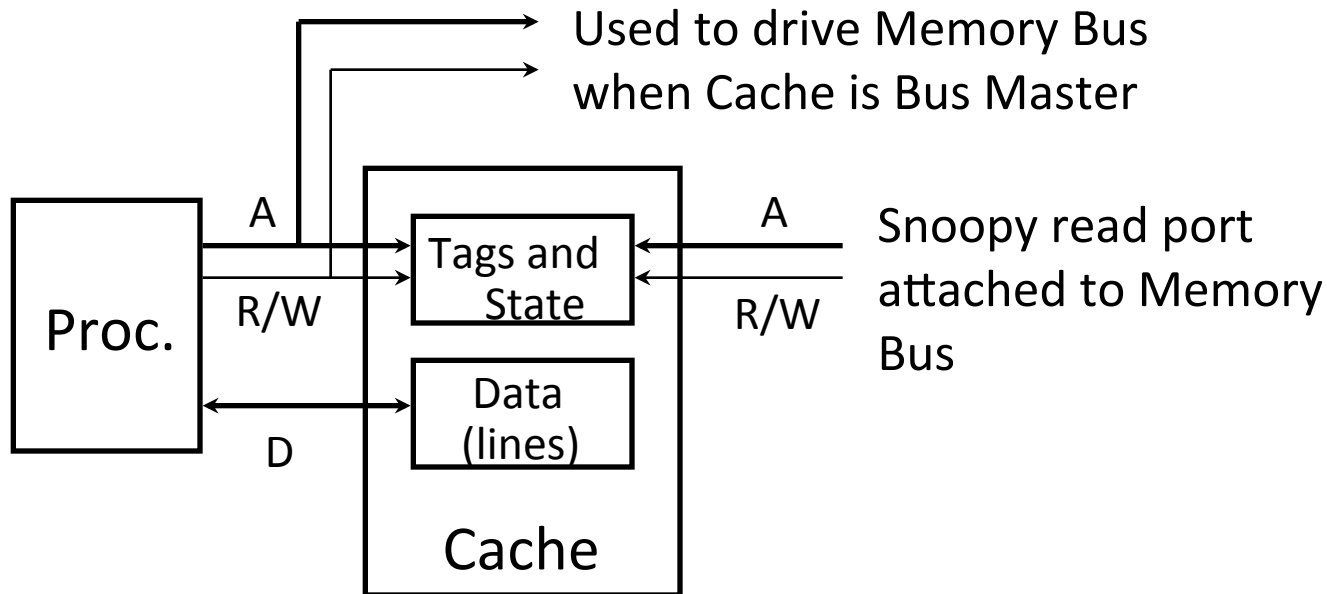 Used to drive Memory Bus
when Cache is Bus Master
A
A
Snoopy read port
attached to Memory
Bus
Tags and
State
R/W
R/W
Proc.
Data
(lines)
D
Cache